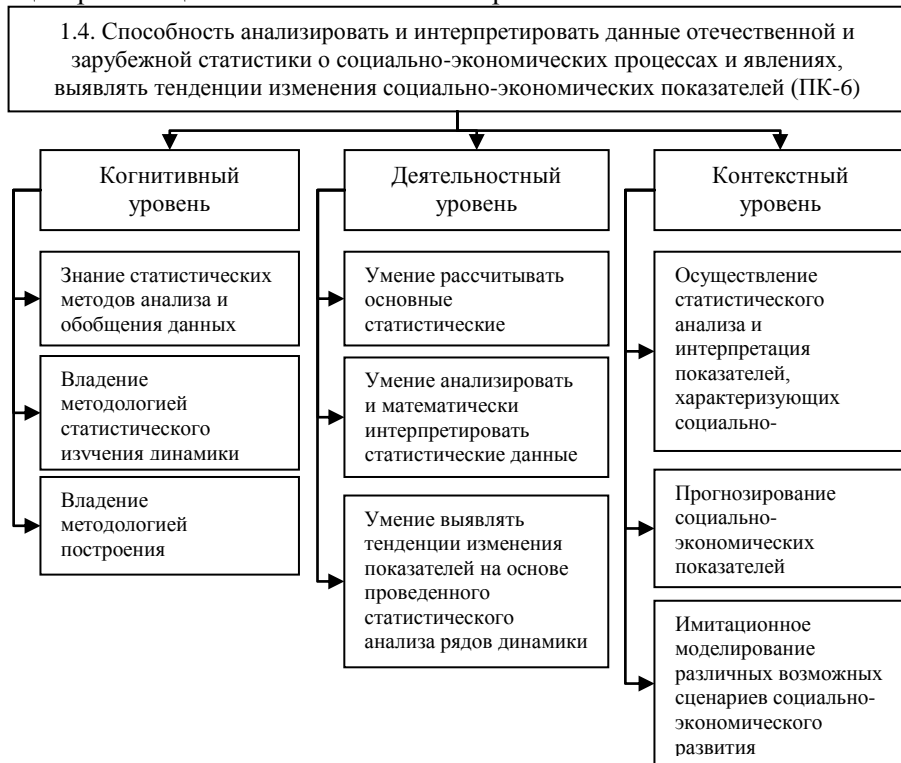 1.4. Способность анализировать и интерпретировать данные отечественной и
зарубежной статистики о социально-экономических процессах и явлениях,
выявлять тенденции изменения социально-экономических показателей (ПК-6)
Когнитивный
уровень
Знание статистических
методов анализа и
обобщения данных
Владение
методологией
статистического
изучения динамики
Владение
методологией
построения
Деятельностный
уровень
Умение рассчитывать
основные
статистические
Умение анализировать
и математически
интерпретировать
статистические данные
Умение выявлять
тенденции изменения
показателей на основе
проведенного
статистического
анализа рядов динамики
Контекстный
уровень
Осуществление
статистического
анализа и
интерпретация
показателей,
характеризующих
социально-
Прогнозирование
социально-
экономических
показателей
Имитационное
моделирование
различных возможных
сценариев социально-
экономического
развития